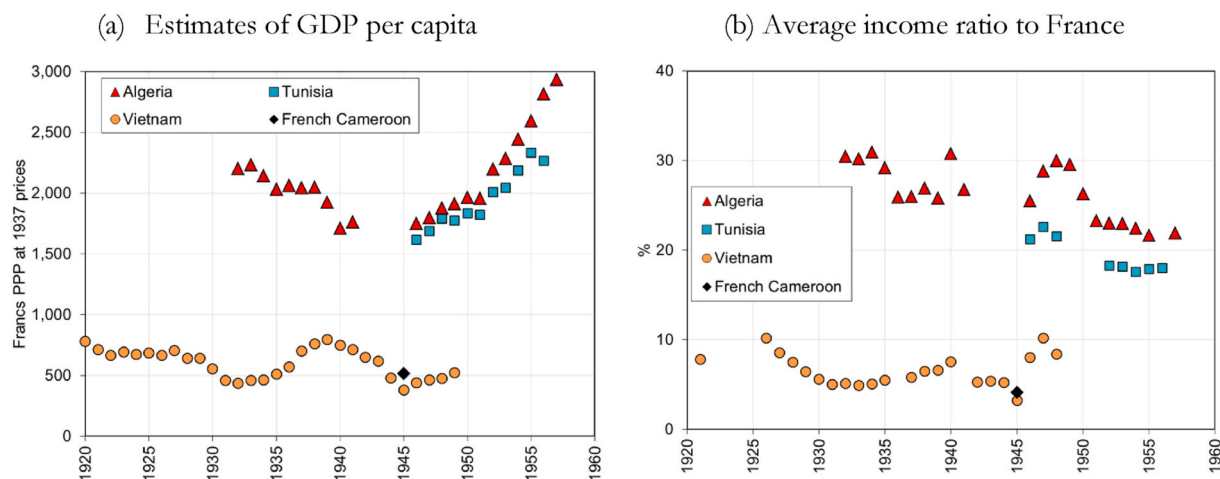 (a) Estimates of GDP per capita
Francs PPP at 1937 prices
3,000
2,500
2,000
1,500
1,000
500
0
Algeria Tunisia
Vietnam French Cameroon
1920 1925 1930 1935 1940 1945 1950 1955 1960
(b) Average income ratio to France
%
40
30
20
10
0
Algeria
Tunisia
Vietnam
French Cameroon
1920 1925 1930 1935 1940 1945 1950 1955 1960